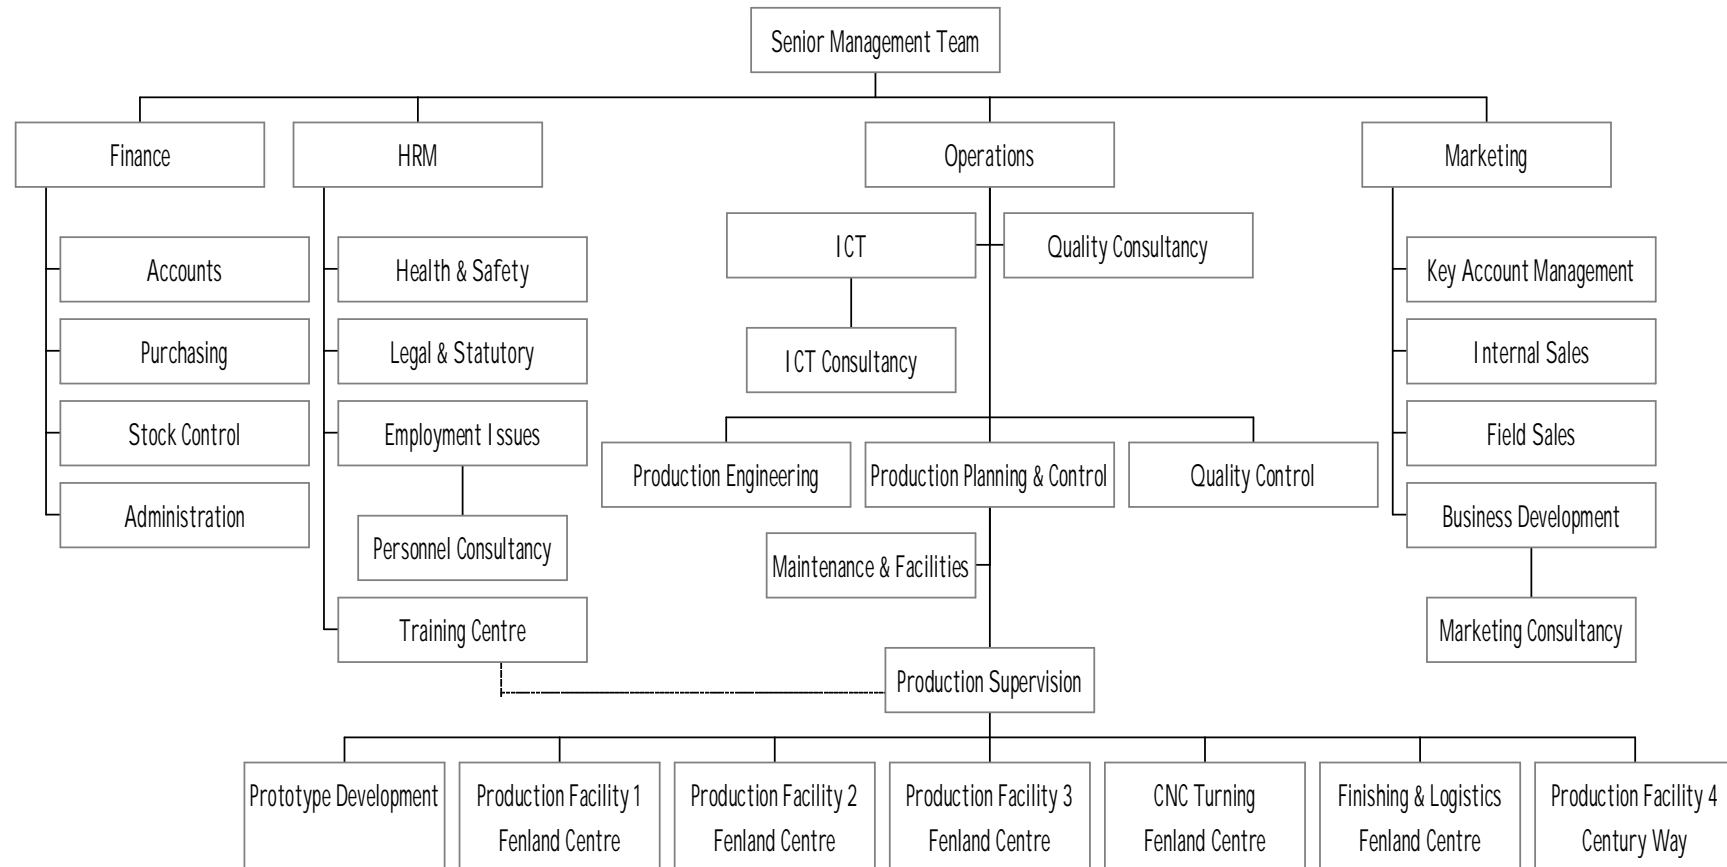 Senior Management Team
Finance
HRM
Operations
Marketing
ICT
Quality Consultancy
Accounts
Health & Safety
Key Account Management
Purchasing
Legal & Statutory
ICT Consultancy
Internal Sales
Stock Control
Employment Issues
Field Sales
Production Engineering
Production Planning & Control
Quality Control
Administration
Business Development
Personnel Consultancy
Maintenance & Facilities
Training Centre
Marketing Consultancy
Production Supervision
Prototype Development
Production Facility 1
Fenland Centre
Production Facility 2
Fenland Centre
Production Facility 3
Fenland Centre
CNC Turning
Fenland Centre
Finishing & Logistics
Fenland Centre
Production Facility 4
Century Way